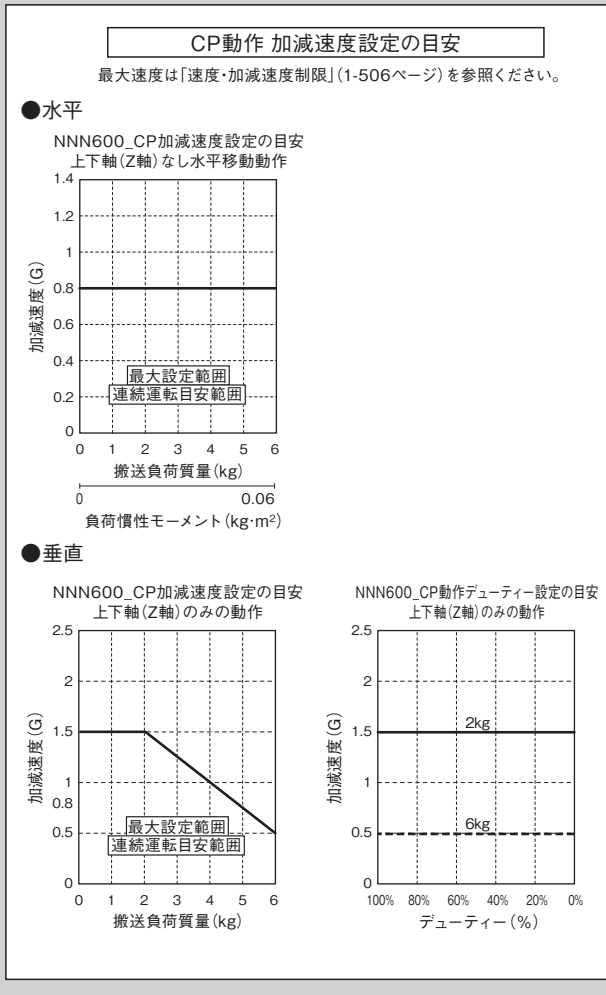 CP動作 加減速度設定の目安
最大速度は「速度・加減速度制限」（1-506ページ）を参照ください。
●水平
NNN600_CP加減速度設定の目安
上下軸（Z軸）なし水平移動動作
加減速度（G）
1.4
1.2
1
0.8
0.6
0.4
0.2
0
最大設定範囲
連続運転目安範囲
0 1 2 3 4 5 6
搬送負荷質量（kg）
0 0.06
負荷慣性モーメント（kg·m²）
●垂直
NNN600_CP加減速度設定の目安
上下軸（Z軸）のみの動作
加減速度（G）
2.5
2
1.5
1
0.8
0.5
0
最大設定範囲
連続運転目安範囲
0 1 2 3 4 5 6
搬送負荷質量（kg）
NNN600_CP動作デューティー設定の目安
上下軸（Z軸）のみの動作
加減速度（G）
2.5
2
1.5
1
0.5
0
2kg
6kg
100% 80% 60% 40% 20% 0%
デューティー（%）